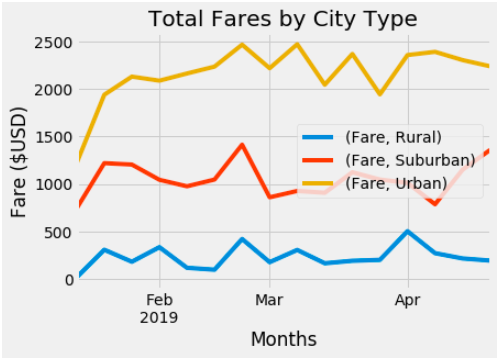 Total Fares by City Type
Fare ($USD)
2500
2000
1500
1000
500
0
(Fare, Rural)
(Fare, Suburban)
(Fare, Urban)
Feb
2019
Mar
Apr
Months